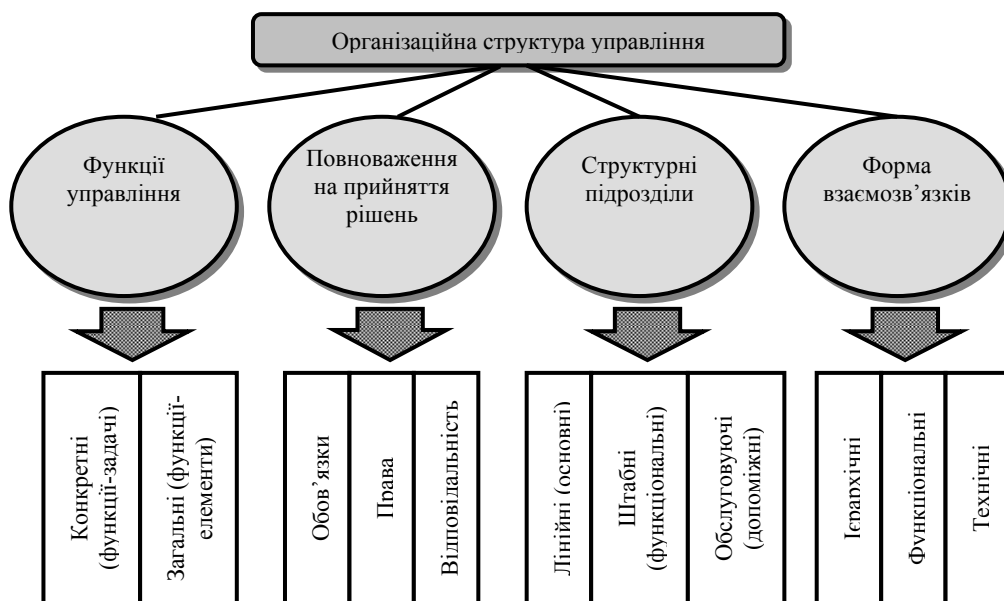 Організаційна структура управління
Функції
управління
Повноваження
на прийняття
рішень
Структурні
підрозділи
Форма
взаємозв’язків
Конкретні
(функції-задачі)
Загальні (функції-
елементи)
Обов’язки
Права
Відповідальність
Лінійні (основні)
Штабні
(функціональні)
Обслуговуючі
(допоміжні)
Ієрархічні
Функціональні
Технічні